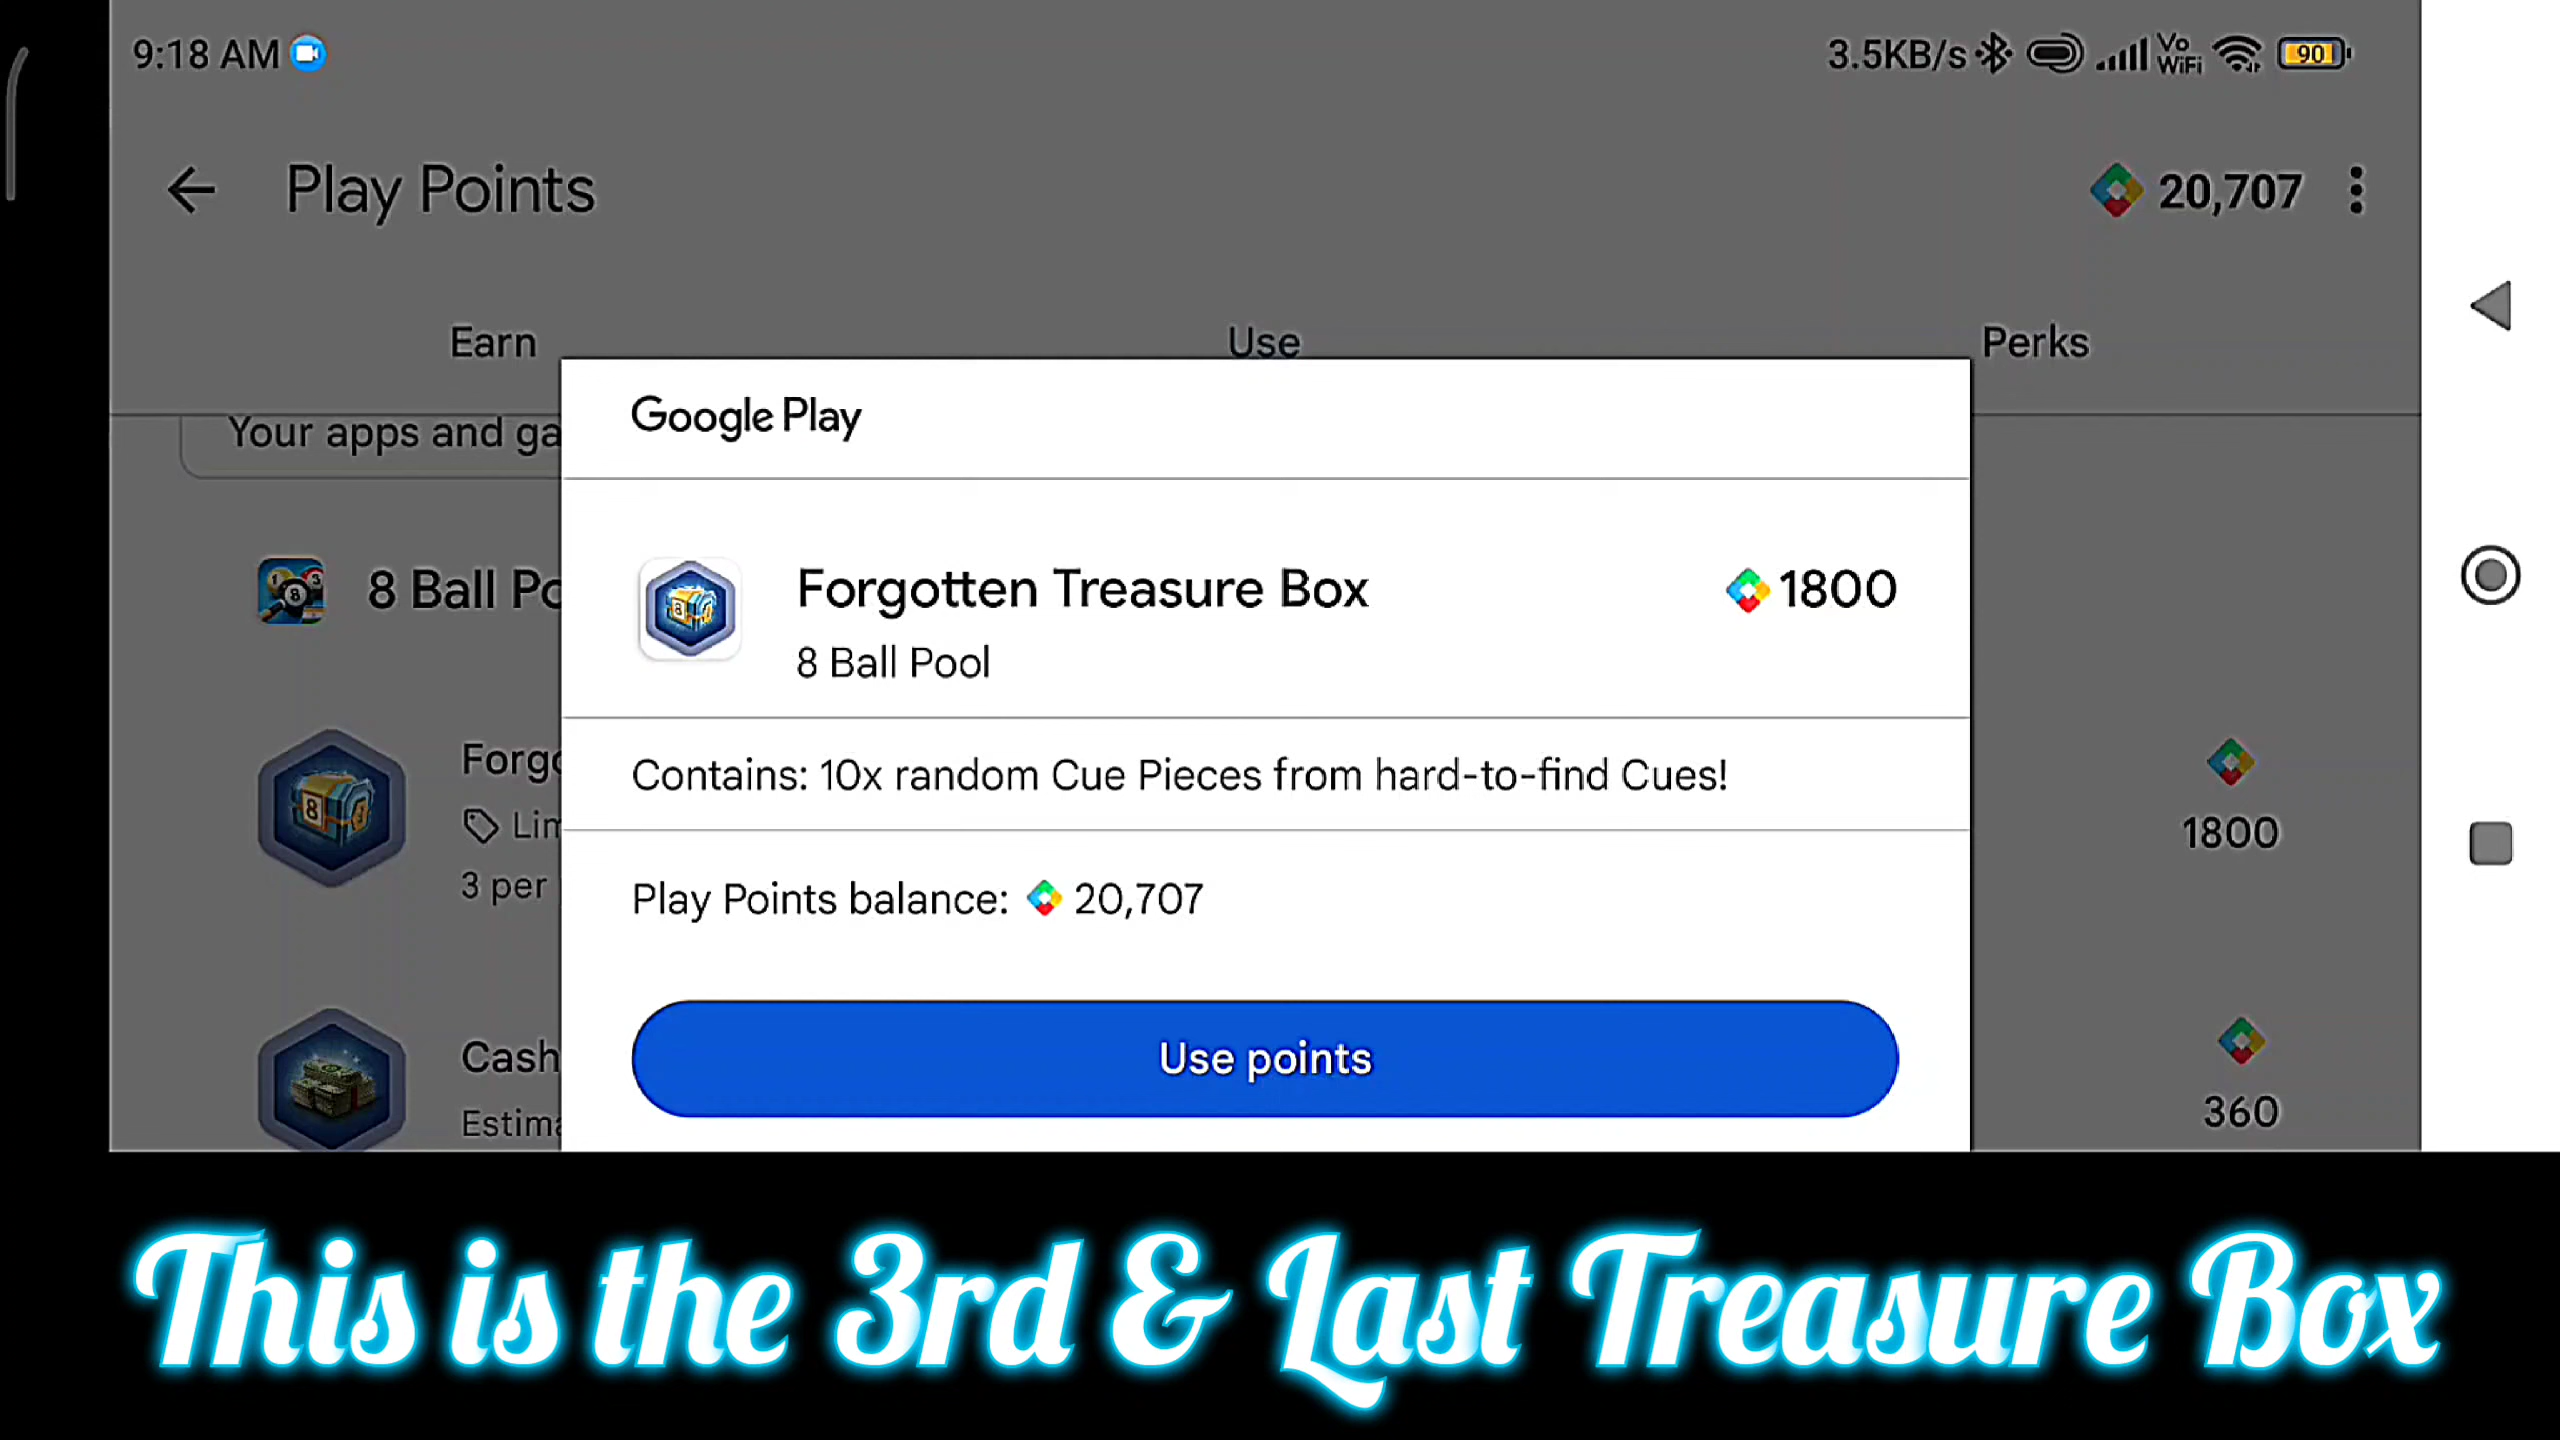 9:18 AM
3.5KB/s Vo WiFi 90
Play Points
20,707
Earn
Use
Perks
Your apps and ga
Google Play
8 Ball Po
Forgotten Treasure Box
1800
8 Ball Pool
Forgo
Lim
3 per
1800
Contains: 10x random Cue Pieces from hard-to-find Cues!
Play Points balance: 20,707
Cash
Estima
360
Use points
This is the 3rd & Last Treasure Box